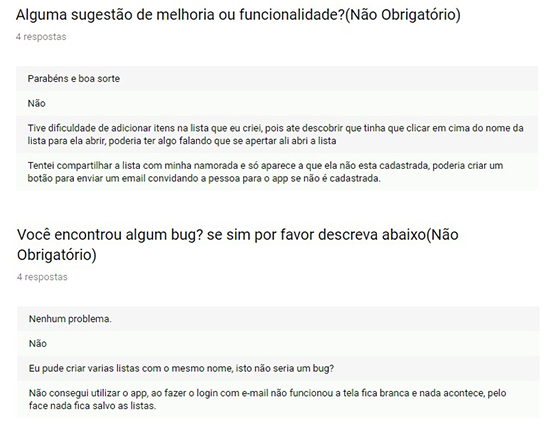 Alguma sugestão de melhoria ou funcionalidade?(Não Obrigatório)
4 respostas
Parabéns e boa sorte
Não
Tive dificuldade de adicionar itens na lista que eu criei, pois ate descobrir que tinha que clicar em cima do nome da
lista para ela abrir, poderia ter algo falando que se apertar ali abri a lista
Tentei compartilhar a lista com minha namorada e só aparece a que ela não esta cadastrada, poderia criar um
botão para enviar um email convidando a pessoa para o app se não é cadastrada.
Você encontrou algum bug? se sim por favor descreva abaixo(Não
Obrigatório)
4 respostas
Nenhum problema.
Não
Eu pude criar varias listas com o mesmo nome, isto não seria um bug?
Não consegui utilizar o app, ao fazer o login com e-mail não funcionou a tela fica branca e nada acontece, pelo
face nada fica salvo as listas.